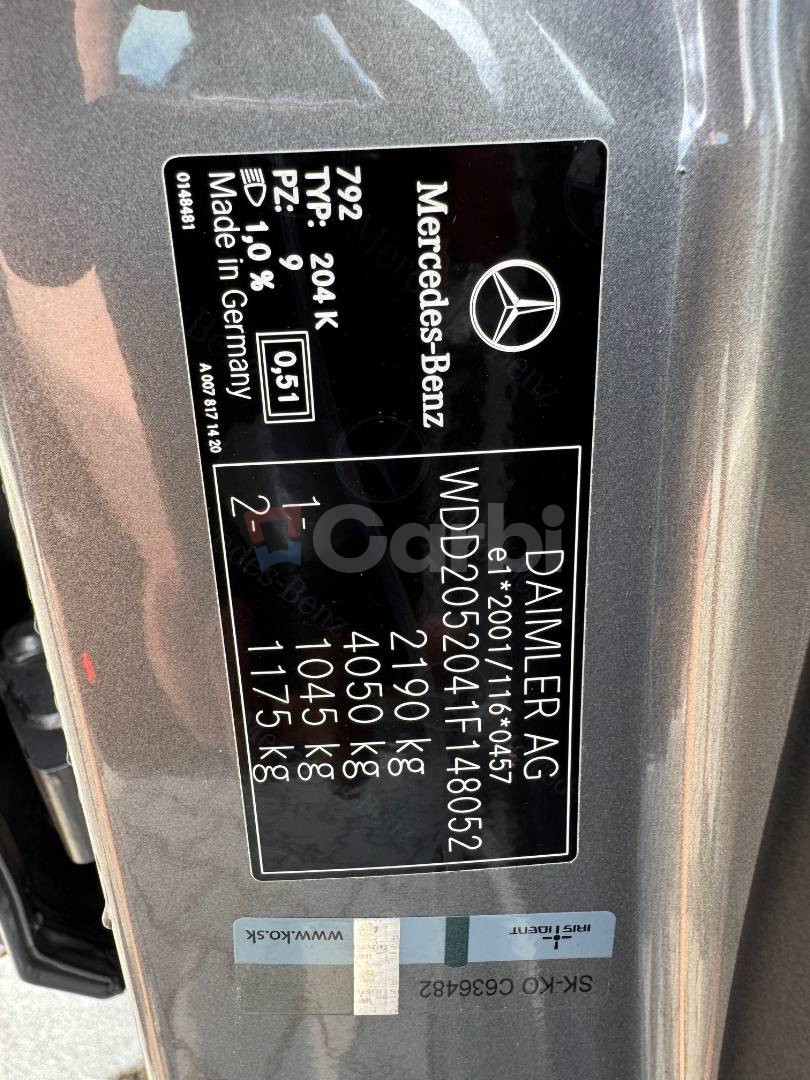 Mercedes-Benz
792
TYP: 204 K
PZ: 9
1,0 %
0,51
Made in Germany
0148481
A 007 817 14 20
DAIMLER AG
e1*2001/116*0457
WDD2052041F148052
2190 kg
4050 kg
1- 1045 kg
2- 1175 kg
Carbi
IRIS IDENT
www.ko.sk
SK-KO C636482